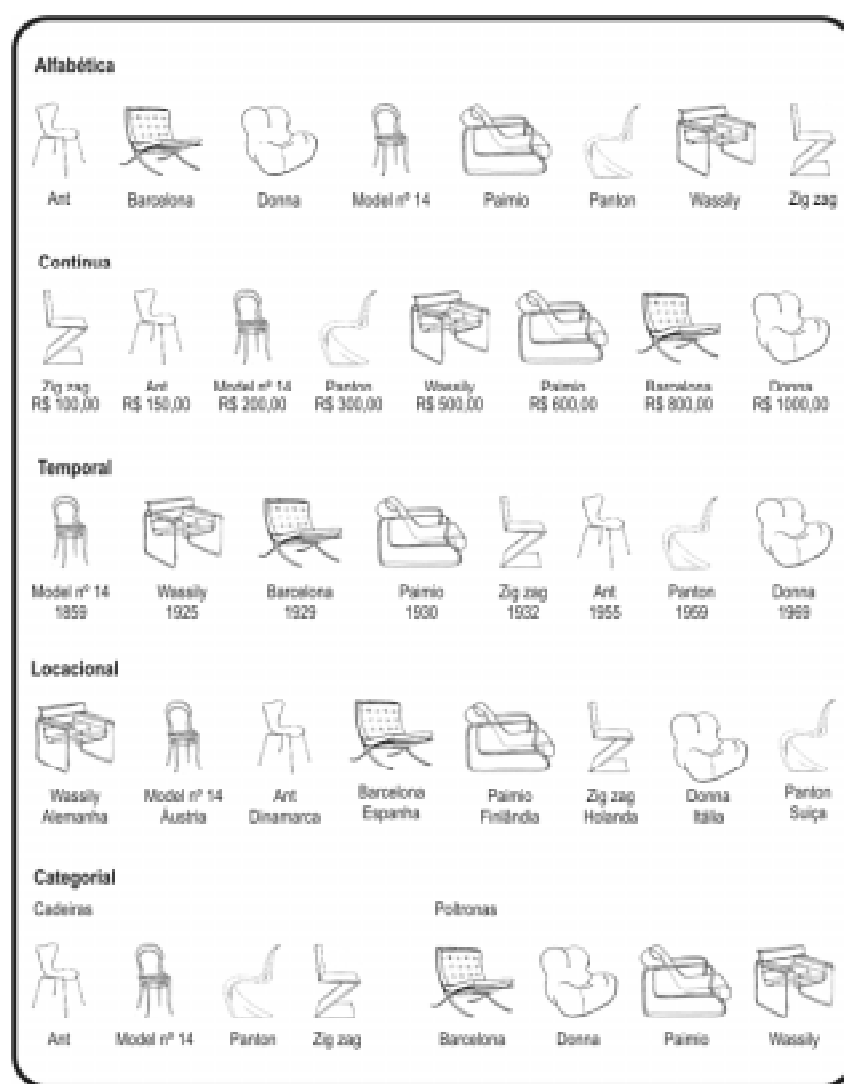 Alfabética
Ant Barcelona Donna Model nº 14 Paimio Panton Wassily Zig zag
Contínua
Zig zag Ant Model nº 14 Panton Wassily Paimio Barcelona Donna
R$ 100,00 R$ 150,00 R$ 200,00 R$ 300,00 R$ 500,00 R$ 600,00 R$ 800,00 R$ 1000,00
Temporal
Model nº 14 Wassily Barcelona Paimio Zig zag Ant Panton Donna
1859 1925 1929 1930 1932 1955 1959 1969
Locacional
Wassily Model nº 14 Ant Barcelona Paimio Zig zag Donna Panton
Alemanha Áustria Dinamarca Espanha Finlândia Holanda Itália Suiça
Categorial
Cadeiras Poltronas
Ant Model nº 14 Panton Zig zag Barcelona Donna Paimio Wassily